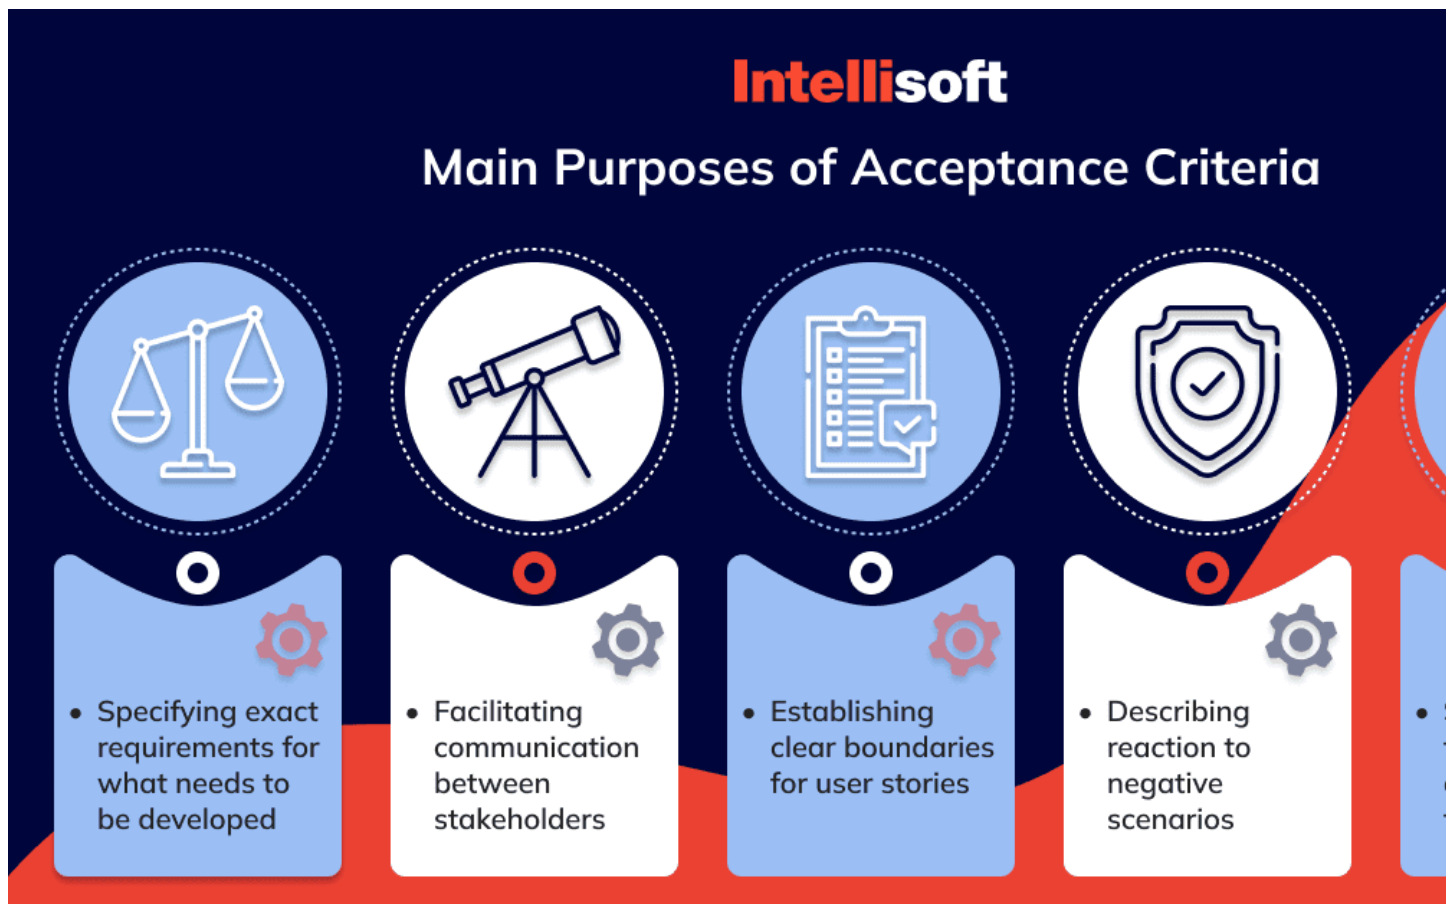 Intellisoft
Main Purposes of Acceptance Criteria
• Specifying exact
requirements for
what needs to
be developed
• Facilitating
communication
between
stakeholders
• Establishing
clear boundaries
for user stories
• Describing
reaction to
negative
scenarios